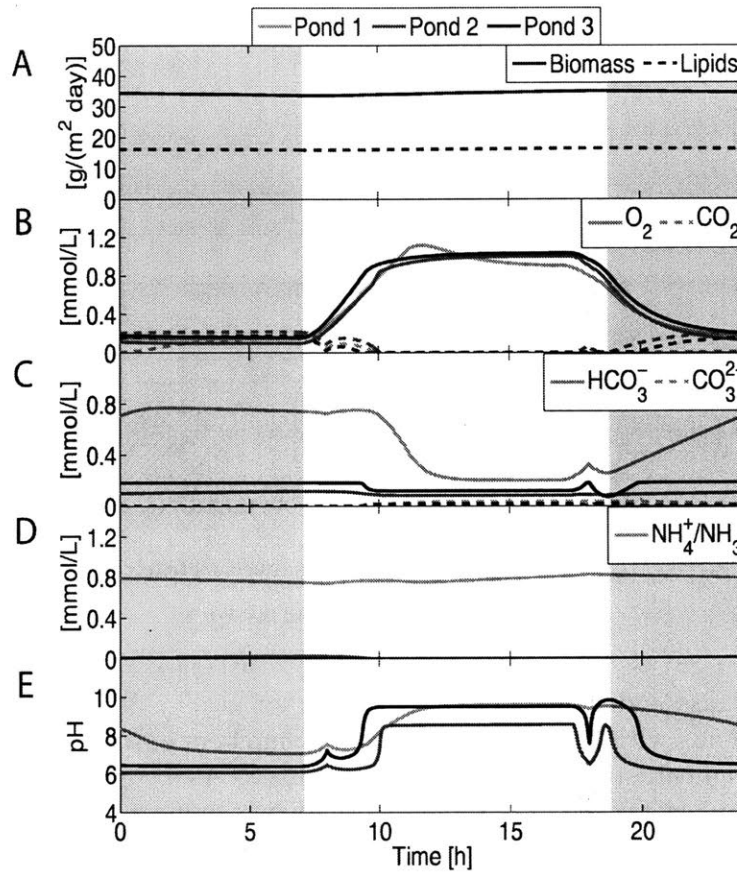 Pond 1 Pond 2 Pond 3
A
50
40
30
20
10
0
[g/(m² day)]
Biomass Lipids
B
1.2
0.8
0.4
0
[mmol/L]
O₂ CO₂
C
0.8
0.4
0
[mmol/L]
HCO₃⁻ CO₃²⁻
D
1.2
0.8
0.4
0
[mmol/L]
NH₄⁺/NH₃
E
10
8
6
4
pH
0 5 10 15 20
Time [h]